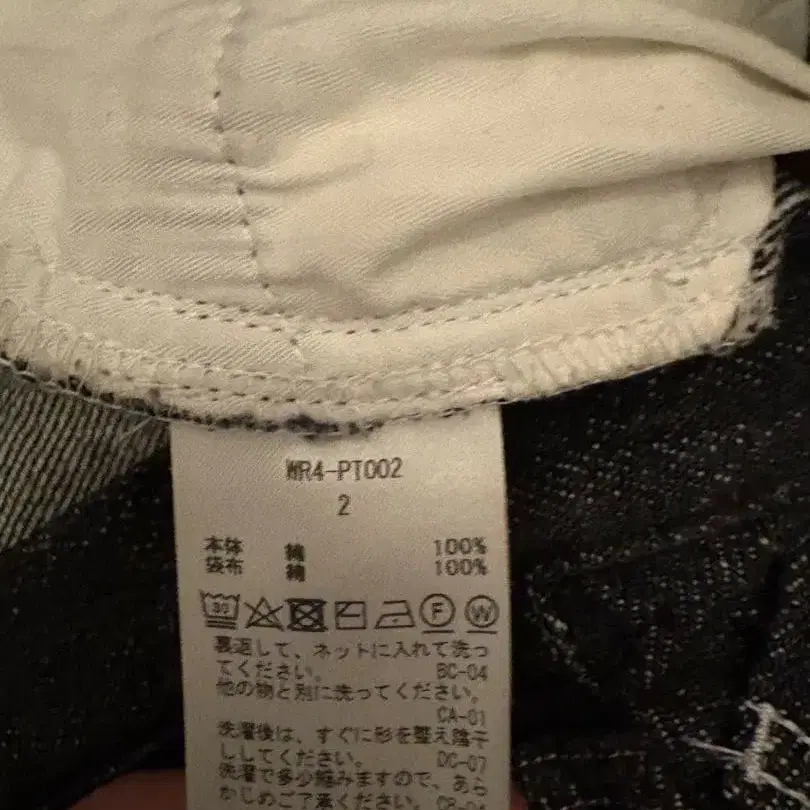 WR4-PT002
2
本体 綿 100%
袋布 綿 100%
30 F W
裏返して、ネットに入れて洗っ
てください。 BC-04
他の物と別に洗ってください。
CA-01
洗濯後は、すぐに形を整え陰干
ししてください。 DC-07
洗濯で多少縮みますので、あら
かじめご了承ください。